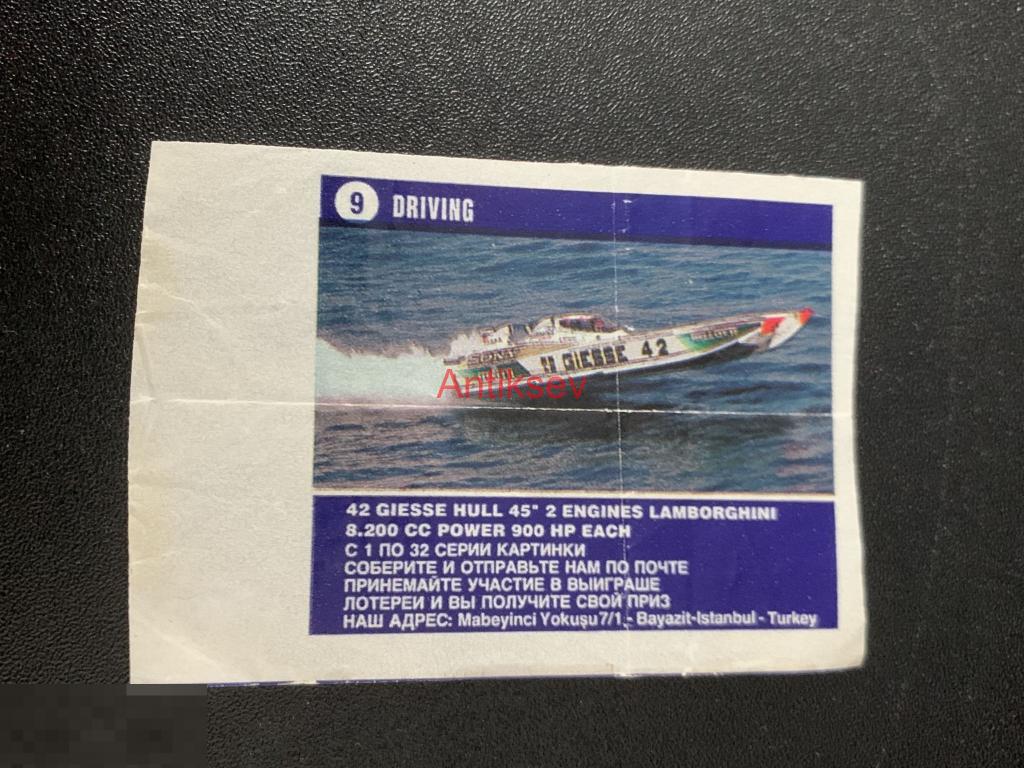 9 DRIVING
GIESSE 42
Antiksev
42 GIESSE HULL 45" 2 ENGINES LAMBORGHINI
8.200 CC POWER 900 HP EACH
С 1 ПО 32 СЕРИИ КАРТИНКИ
СОБЕРИТЕ И ОТПРАВЬТЕ НАМ ПО ПОЧТЕ
ПРИНЕМАЙТЕ УЧАСТИЕ В ВЫИГРАШЕ
ЛОТЕРЕИ И ВЫ ПОЛУЧИТЕ СВОЙ ПРИЗ
НАШ АДРЕС: Mabeyinci Yokuşu 7/1 - Bayazit-Istanbul - Turkey